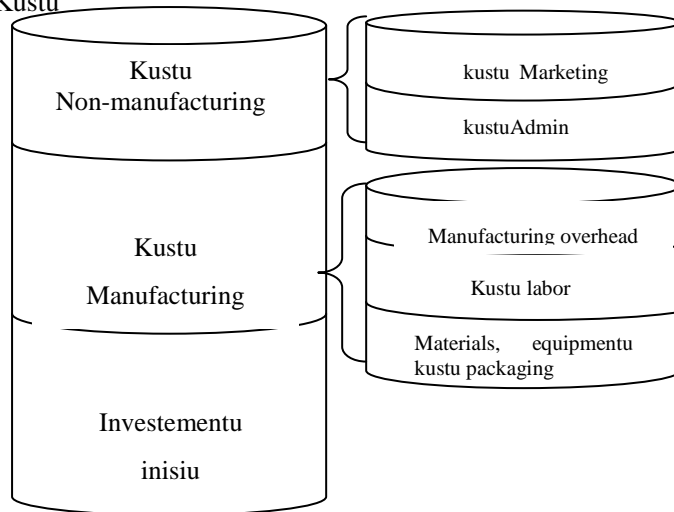 Kustu
Kustu
Non-manufacturing
kustu Marketing
kustuAdmin
Kustu
Manufacturing
Manufacturing overhead
Kustu labor
Materials, equipmentu
kustu packaging
Investementu
inisiu